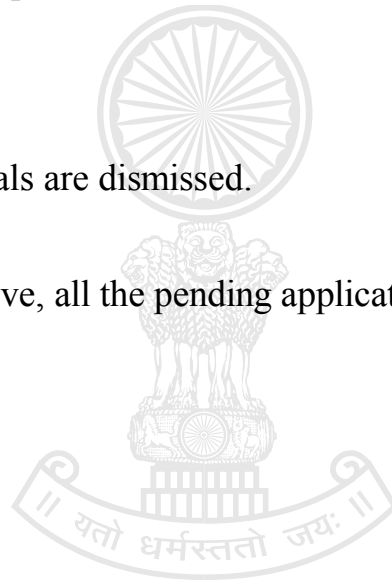 als are dismissed.
ve, all the pending applicat
॥ यतो धर्मस्ततो जयः ॥